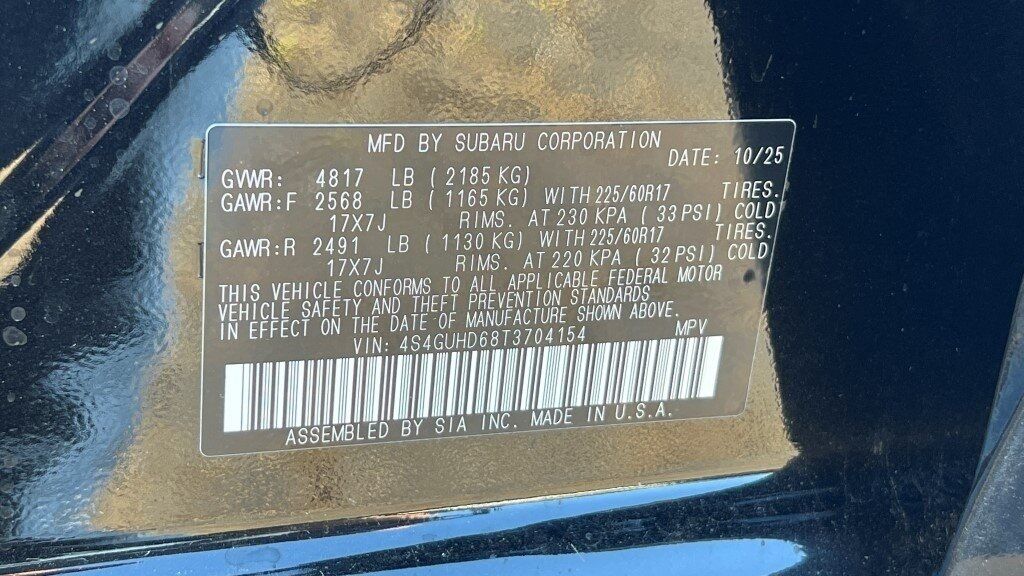 MFD BY SUBARU CORPORATION
DATE: 10/25
GVWR: 4817 LB ( 2185 KG)
GAWR:F 2568 LB ( 1165 KG) WITH 225/60R17 TIRES.
17X7J RIMS. AT 230 KPA ( 33 PSI) COLD
GAWR:R 2491 LB ( 1130 KG) WITH 225/60R17 TIRES.
17X7J RIMS. AT 220 KPA ( 32 PSI) COLD
THIS VEHICLE CONFORMS TO ALL APPLICABLE FEDERAL MOTOR
VEHICLE SAFETY AND THEFT PREVENTION STANDARDS
IN EFFECT ON THE DATE OF MANUFACTURE SHOWN ABOVE.
VIN: 4S4GUHD68T3704154 MPV
ASSEMBLED BY SIA INC. MADE IN U.S.A.